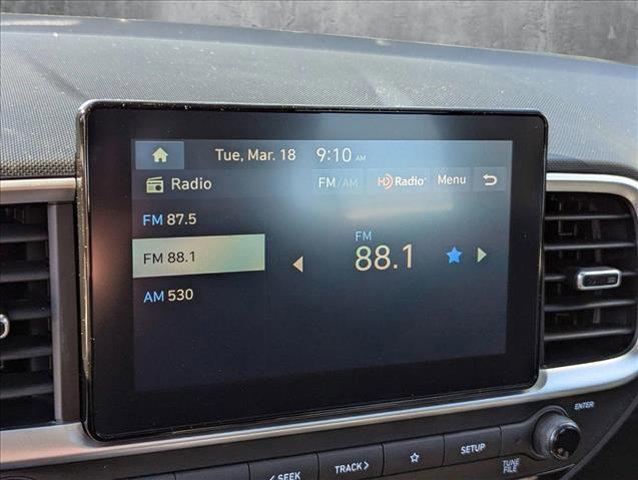 Tue, Mar. 18 9:10 AM
Radio FM/AM HD Radio Menu
FM 87.5
FM 88.1
AM 530
FM
88.1
ENTER
< SEEK TRACK > SETUP
TUNE
FILE